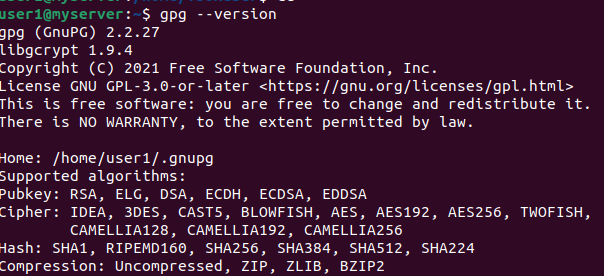 user1@myserver:~$ gpg --version
gpg (GnuPG) 2.2.27
libgcrypt 1.9.4
Copyright (C) 2021 Free Software Foundation, Inc.
License GNU GPL-3.0-or-later <https://gnu.org/licenses/gpl.html>
This is free software: you are free to change and redistribute it.
There is NO WARRANTY, to the extent permitted by law.

Home: /home/user1/.gnupg
Supported algorithms:
Pubkey: RSA, ELG, DSA, ECDH, ECDSA, EDDSA
Cipher: IDEA, 3DES, CAST5, BLOWFISH, AES, AES192, AES256, TWOFISH,
        CAMELLIA128, CAMELLIA192, CAMELLIA256
Hash: SHA1, RIPEMD160, SHA256, SHA384, SHA512, SHA224
Compression: Uncompressed, ZIP, ZLIB, BZIP2